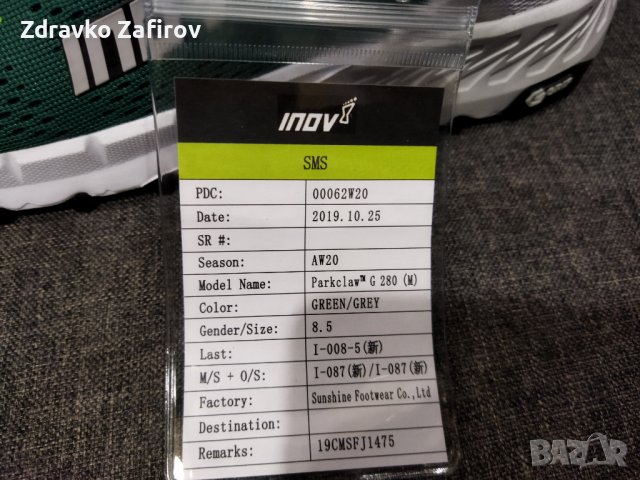 Zdravko Zafirov
INOV
SMS
PDC: 00062W20
Date: 2019.10.25
SR #:
Season: AW20
Model Name: Parkclaw™ G 280 (M)
Color: GREEN/GREY
Gender/Size: 8.5
Last: I-008-5(新)
M/S + O/S: I-087(新)/I-087(新)
Factory: Sunshine Footwear Co.,Ltd
Destination:
Remarks: 19CMSFJ1475
BAZAR